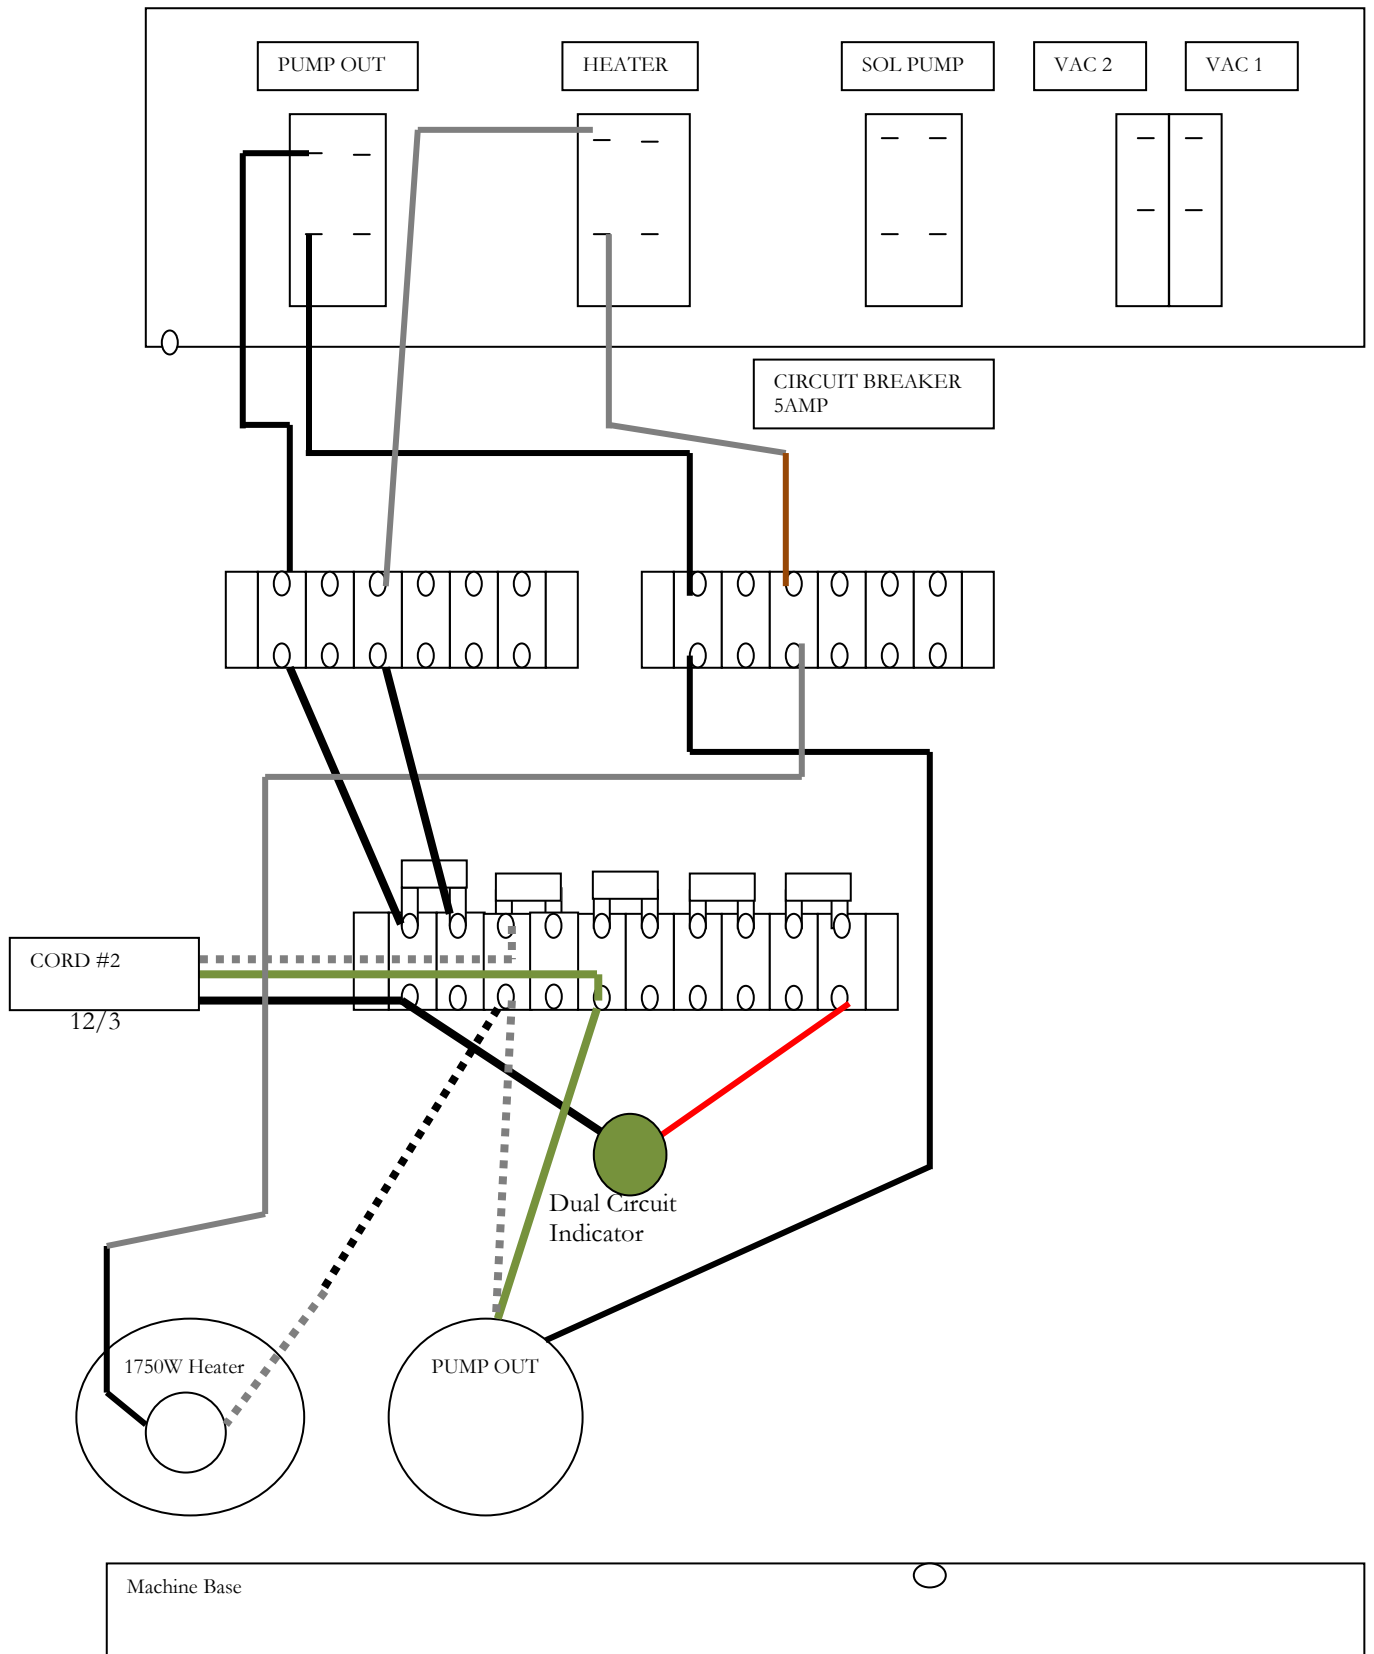 PUMP OUT
HEATER
SOL PUMP
VAC 2
VAC 1
CIRCUIT BREAKER
5AMP
CORD #2
12/3
Dual Circuit
Indicator
1750W Heater
PUMP OUT
Machine Base